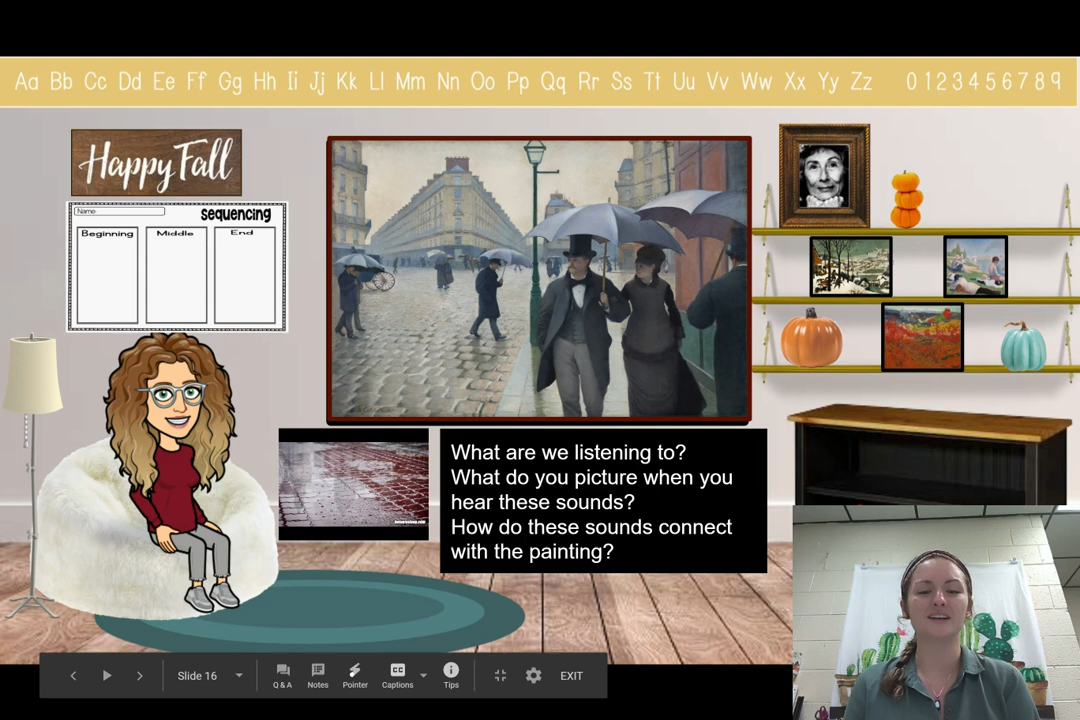 Aa Bb Cc Dd Ee Ff Gg Hh Ii Jj Kk Ll Mm Nn Oo Pp Qq Rr Ss Tt Uu Vv Ww Xx Yy Zz 0 1 2 3 4 5 6 7 8 9
Happy Fall
Name
Sequencing
Beginning Middle End
What are we listening to?
What do you picture when you
hear these sounds?
How do these sounds connect
with the painting?
Slide 16
Q & A
Notes
Pointer
CC
Captions
Tips
EXIT